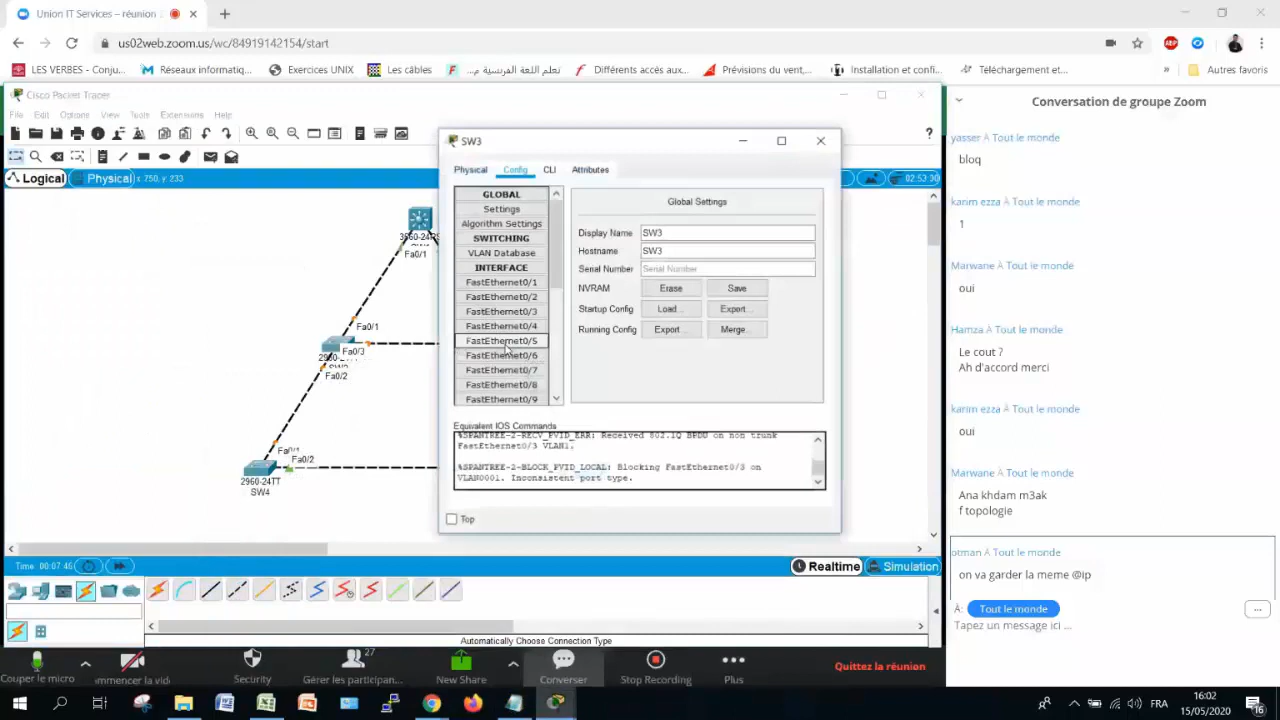 Union IT Services – réunion
us02web.zoom.us/wc/84919142154/start
ABP
LES VERBES - Conju...
Réseaux informatiq...
Exercices UNIX
Les câbles
تعلم اللغة الفرنسية م...
Différents accés aux...
Prévisions du vent,...
Installation et confi...
Téléchargement et...
»
Autres favoris
Cisco Packet Tracer
File Edit Options View Tools Extensions Help
Logical
Physical
x: 750, y: 233
02:53:30
Fa0/1
Fa0/1
Fa0/3
Fa0/2
Fa0/2
2960-24TT
SW4
SW3
Physical Config CLI Attributes
GLOBAL
Settings
Algorithm Settings
SWITCHING
VLAN Database
INTERFACE
FastEthernet0/1
FastEthernet0/2
FastEthernet0/3
FastEthernet0/4
FastEthernet0/5
FastEthernet0/6
FastEthernet0/7
FastEthernet0/8
FastEthernet0/9
Global Settings
Display Name SW3
Hostname SW3
Serial Number Serial Number
NVRAM Erase Save
Startup Config Load... Export...
Running Config Export... Merge...
Equivalent IOS Commands
%SPANTREE-2-RECV_PVID_ERR: Received 802.1Q BPDU on non trunk
FastEthernet0/3 VLAN1.
%SPANTREE-2-BLOCK_PVID_LOCAL: Blocking FastEthernet0/3 on
VLAN0001. Inconsistent port type.
Top
Time: 00:07:46
Realtime
Simulation
Automatically Choose Connection Type
Couper le micro
Security
27
Gérer les participan...
New Share
Converser
Stop Recording
Plus
Quittez la réunion
Conversation de groupe Zoom
yasser À Tout le monde
bloq
karim ezza À Tout le monde
1
Marwane À Tout le monde
oui
Hamza À Tout le monde
Le cout ?
Ah d'accord merci
karim ezza À Tout le monde
oui
Marwane À Tout le monde
Ana khdam m3ak
f topologie
otman À Tout le monde
on va garder la meme @ip
À: Tout le monde
...
Tapez un message ici ...
FRA
16:02
15/05/2020
16